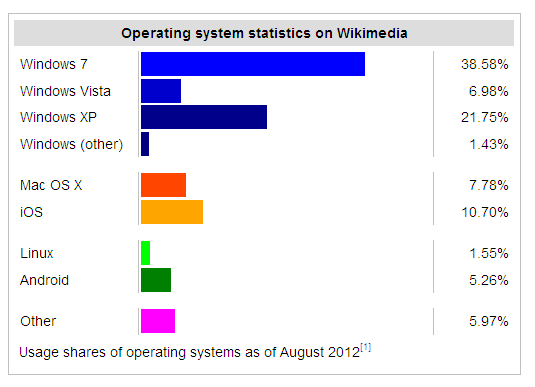 Operating system statistics on Wikimedia
Windows 7 38.58%
Windows Vista 6.98%
Windows XP 21.75%
Windows (other) 1.43%
Mac OS X 7.78%
iOS 10.70%
Linux 1.55%
Android 5.26%
Other 5.97%
Usage shares of operating systems as of August 2012[1]